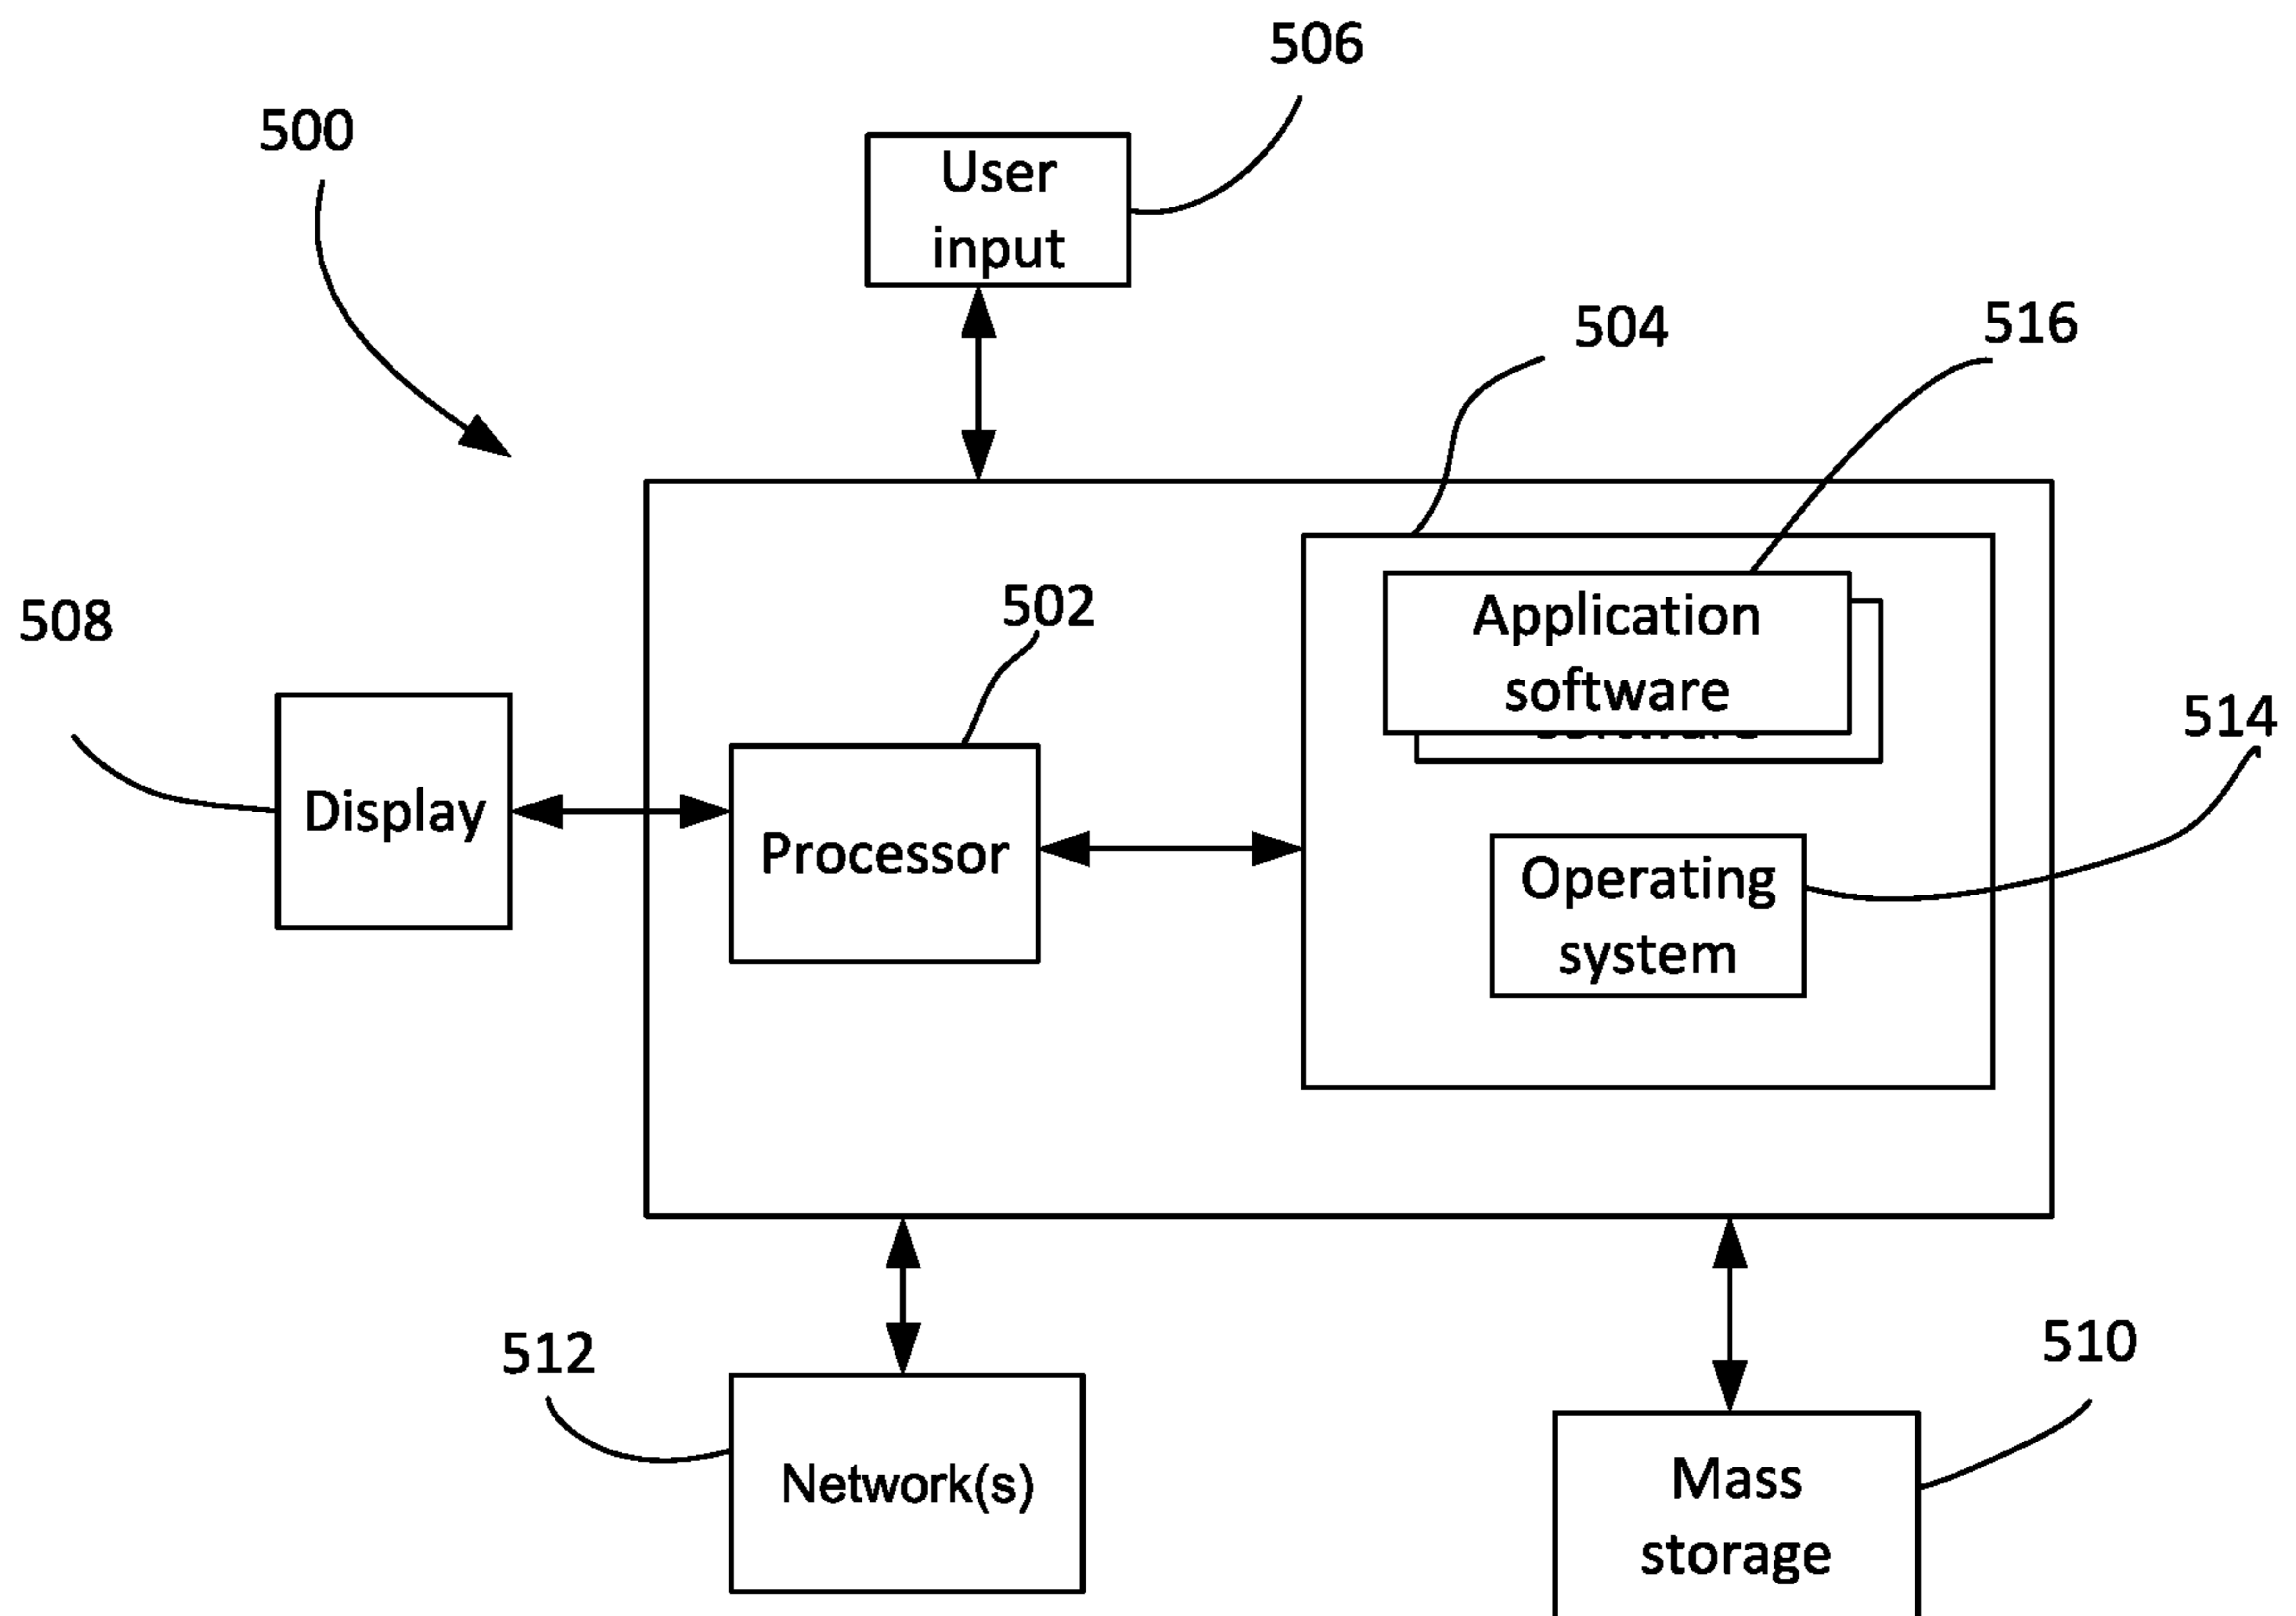 506
500
User
input
504
516
502
508
Application
software
514
Display
Processor
Operating
system
512
510
Network(s)
Mass
storage